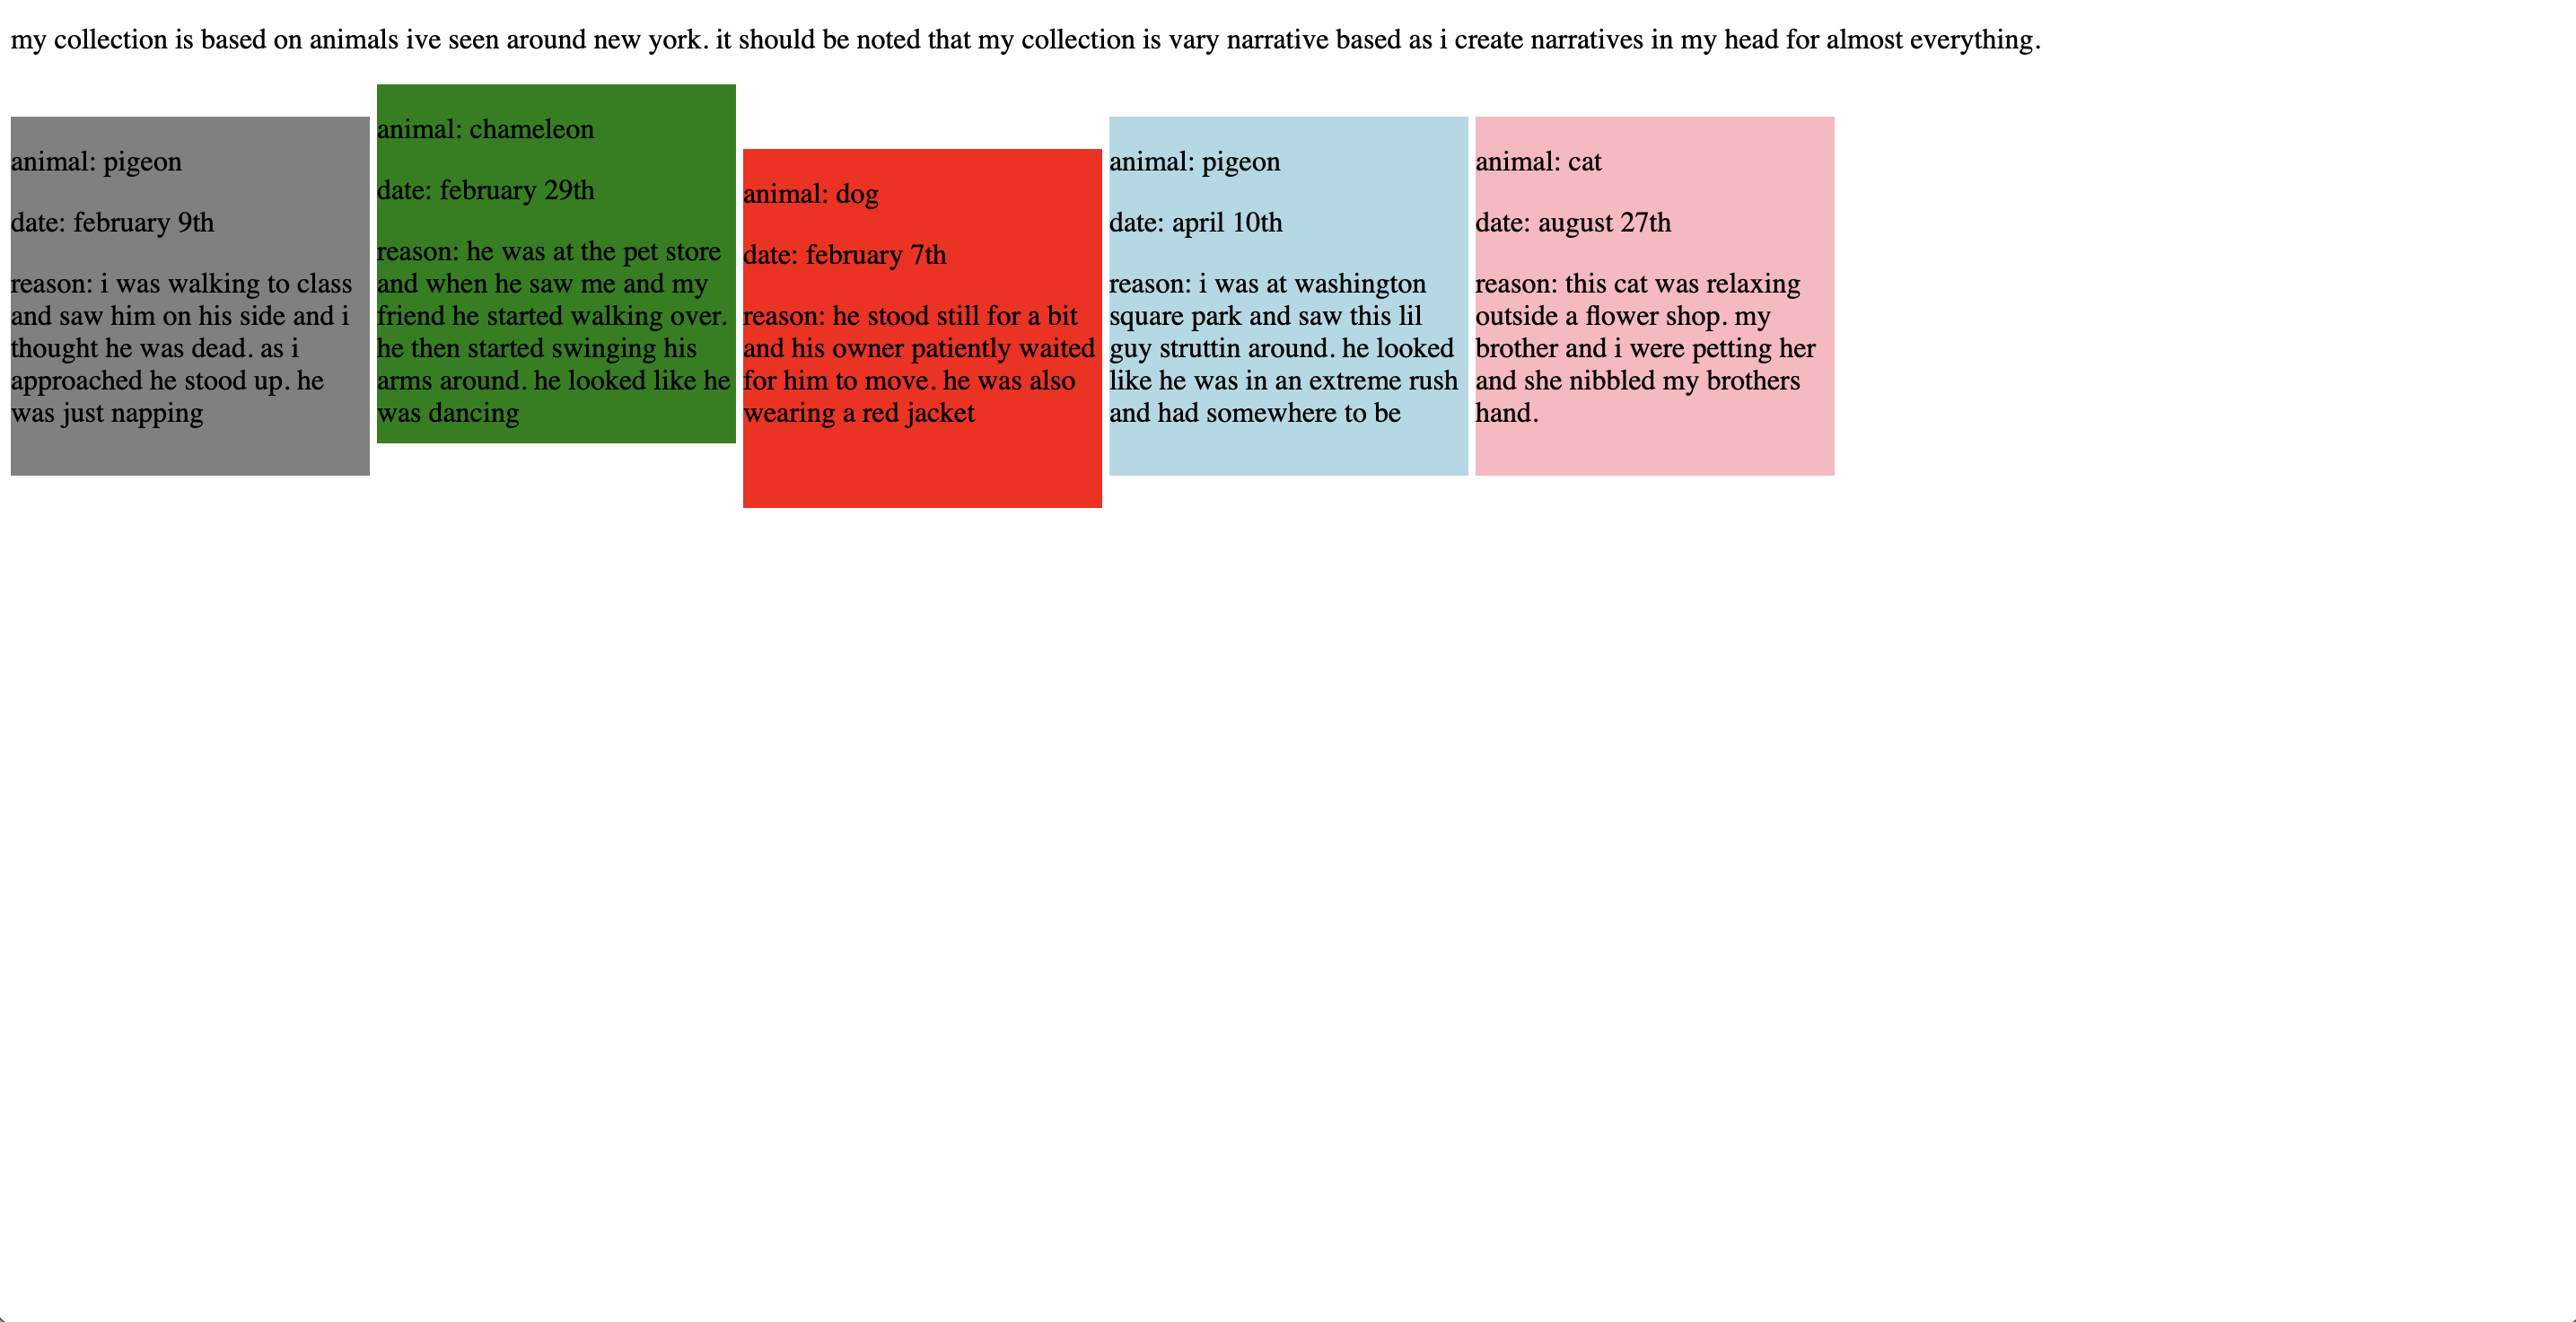 my collection is based on animals ive seen around new york. it should be noted that my collection is vary narrative based as i create narratives in my head for almost everything.
animal: pigeon
date: february 9th
reason: i was walking to class
and saw him on his side and i
thought he was dead. as i
approached he stood up. he
was just napping
animal: chameleon
date: february 29th
reason: he was at the pet store
and when he saw me and my
friend he started walking over.
he then started swinging his
arms around. he looked like he
was dancing
animal: dog
date: february 7th
reason: he stood still for a bit
and his owner patiently waited
for him to move. he was also
wearing a red jacket
animal: pigeon
date: april 10th
reason: i was at washington
square park and saw this lil
guy struttin around. he looked
like he was in an extreme rush
and had somewhere to be
animal: cat
date: august 27th
reason: this cat was relaxing
outside a flower shop. my
brother and i were petting her
and she nibbled my brothers
hand.